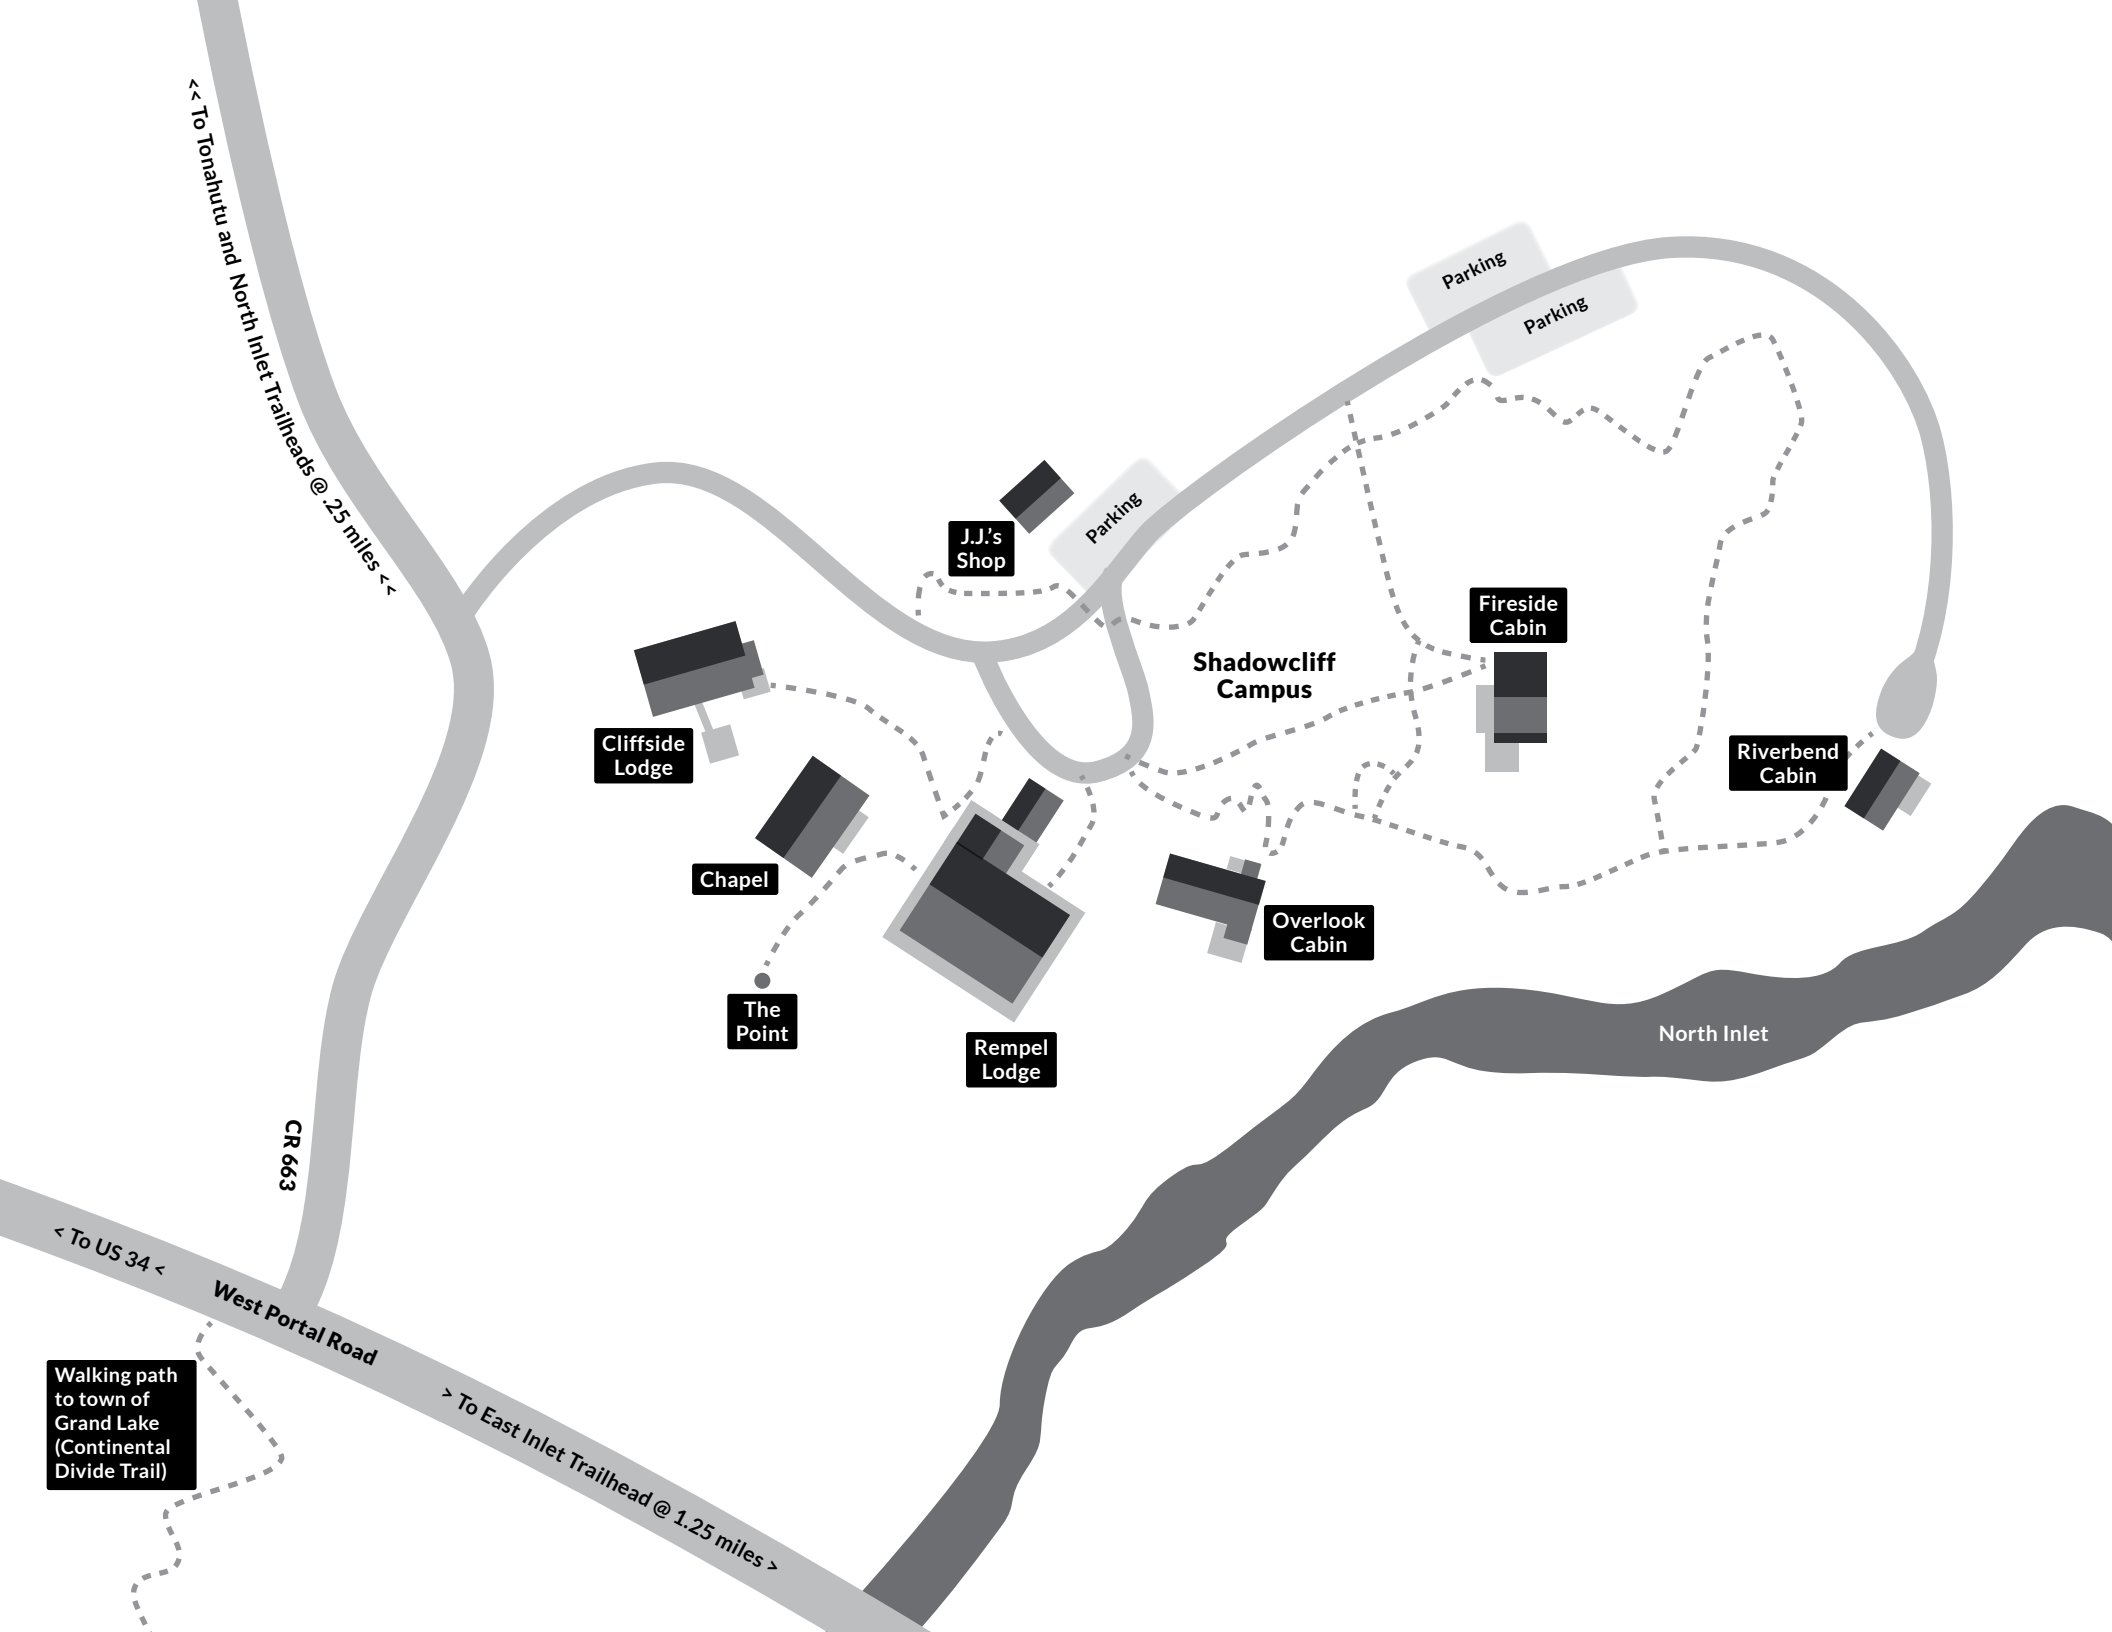 << To Tonahutu and North Inlet Trailheads @ .25 miles <<
Parking
Parking
Parking
J.J.'s
Shop
Fireside
Cabin
Shadowcliff
Campus
Cliffside
Lodge
Riverbend
Cabin
Chapel
Overlook
Cabin
The
Point
Rempel
Lodge
North Inlet
CR 663
< To US 34 <
West Portal Road
> To East Inlet Trailhead @ 1.25 miles >
Walking path
to town of
Grand Lake
(Continental
Divide Trail)